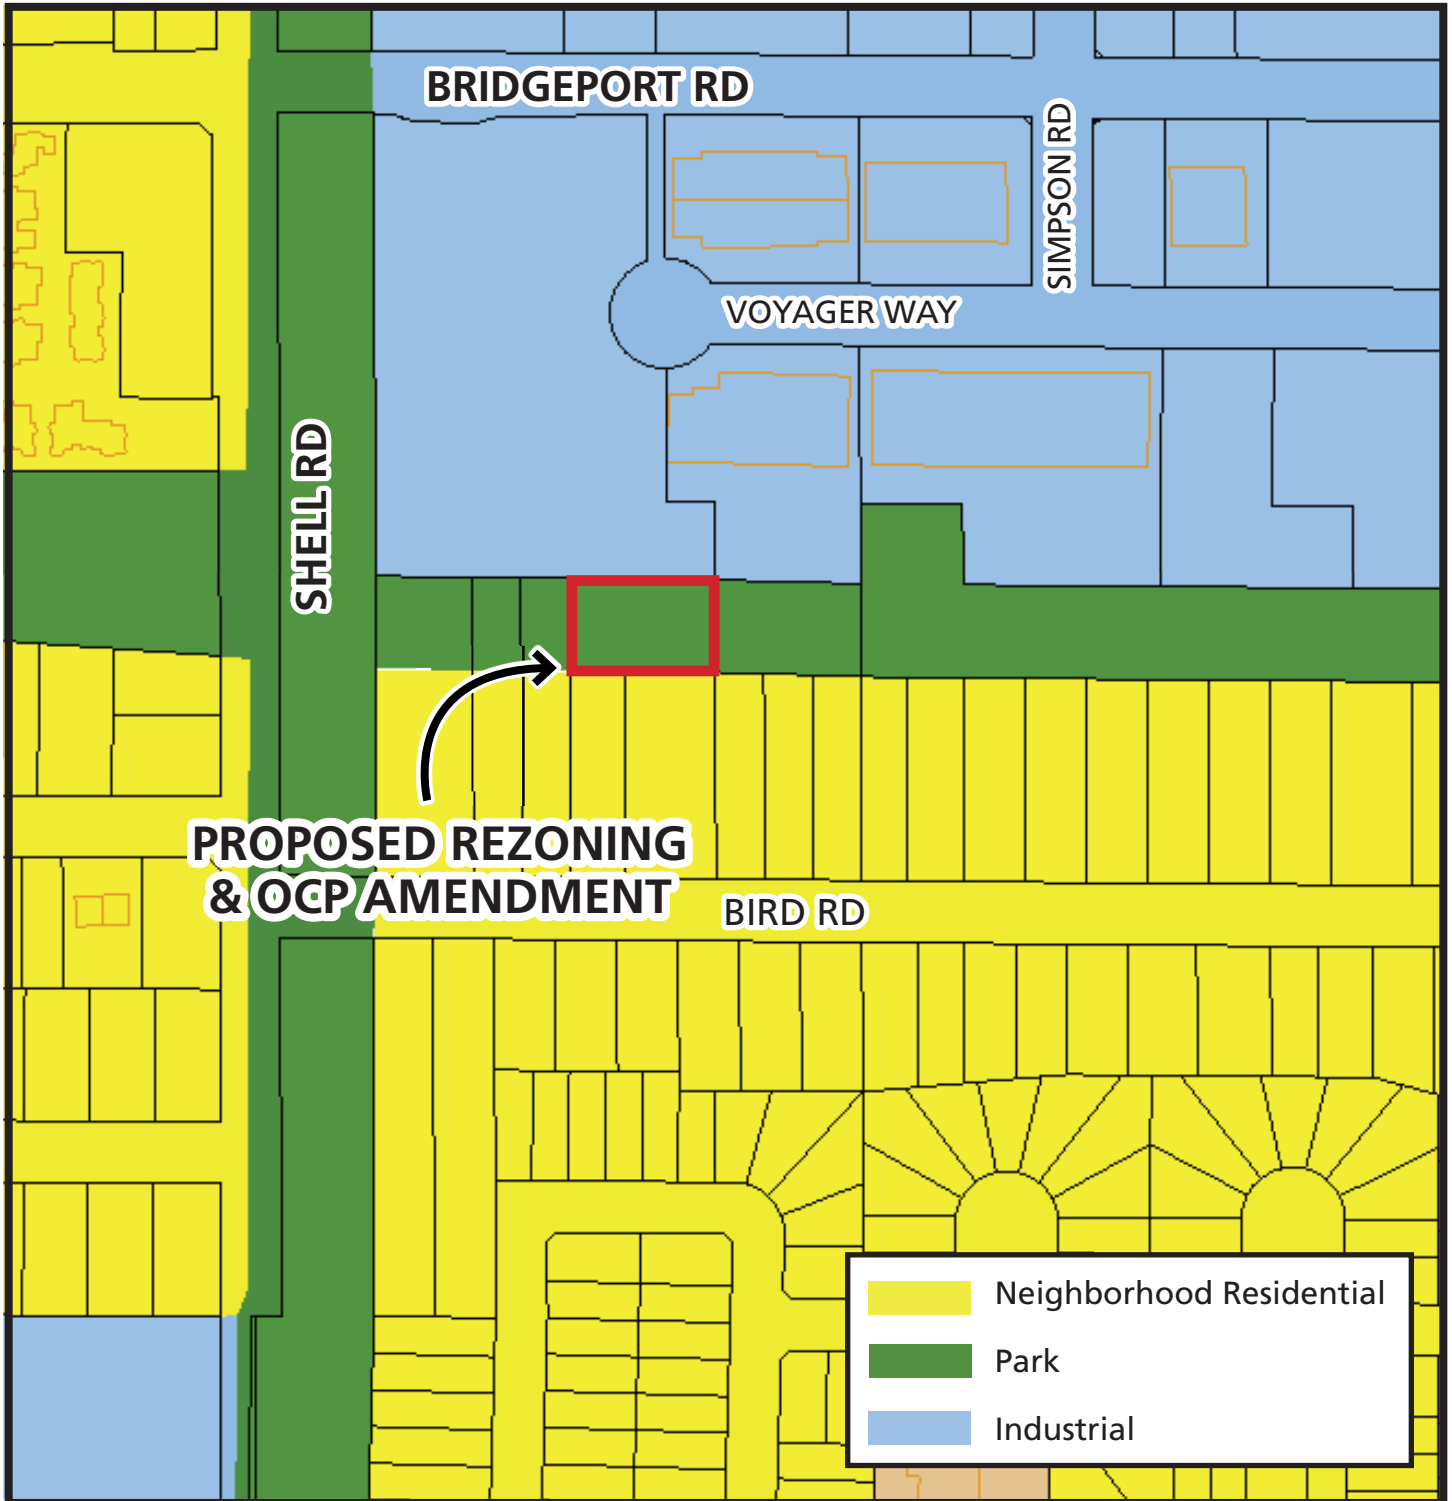 BRIDGEPORT RD
SIMPSON RD
VOYAGER WAY
SHELL RD
PROPOSED REZONING
& OCP AMENDMENT
BIRD RD
Neighborhood Residential
Park
Industrial